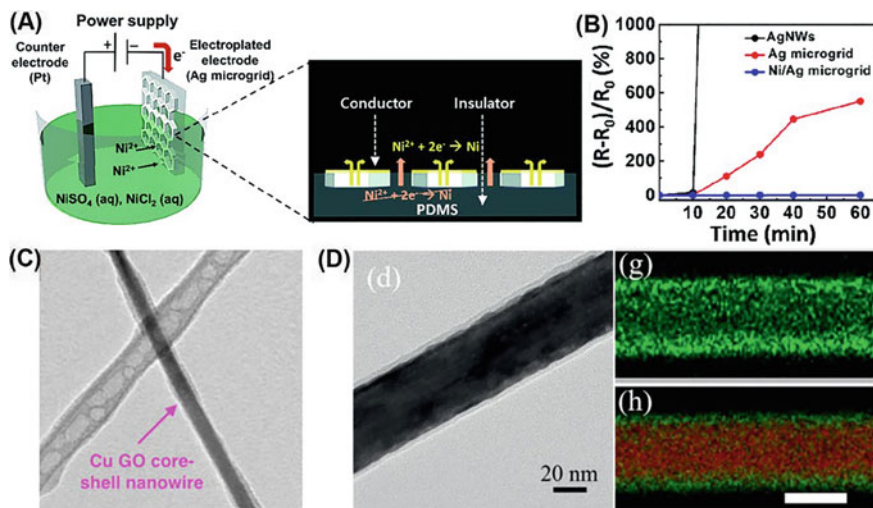 (A)
Power supply
Counter
electrode
(Pt)
+ −
e⁻
Electroplated
electrode
(Ag microgrid)
Ni²⁺
Ni²⁺
NiSO₄ (aq), NiCl₂ (aq)
Conductor
Insulator
Ni²⁺ + 2e⁻ → Ni
Ni²⁺ + 2e⁻ → Ni
PDMS
(B)
1000
800
600
400
200
0
(R-R₀)/R₀ (%)
AgNWs
Ag microgrid
Ni/Ag microgrid
10 20 30 40 60
Time (min)
(C)
Cu GO core-
shell nanowire
(D)
(d)
20 nm
(g)
(h)